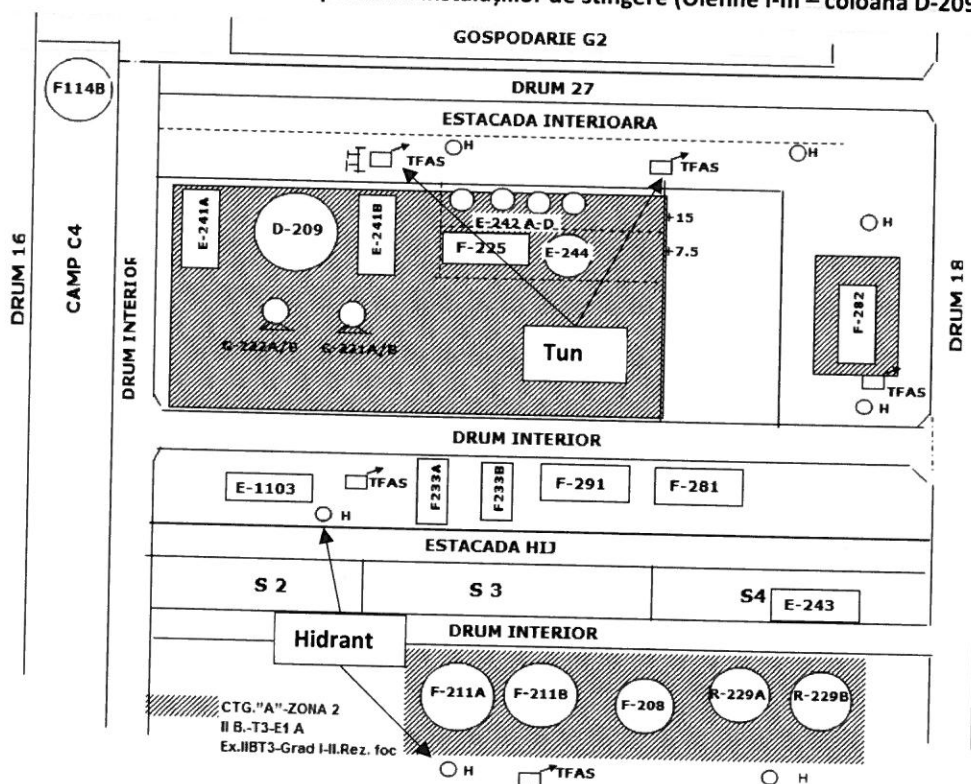 instalațiilor de stingere (Olefine I-III – coloana D-209
GOSPODARIE G2
F114B
DRUM 27
ESTACADA INTERIOARA
H
H
TFAS
TFAS
DRUM 16
CAMP C4
DRUM INTERIOR
E-241A
D-209
E-241B
E-242 A-D
F-225
E-244
+15
+7.5
H
F-282
DRUM 18
G-222A/B
G-221A/B
Tun
TFAS
H
DRUM INTERIOR
E-1103
TFAS
F233A
F233B
F-291
F-281
H
ESTACADA HIJ
S 2
S 3
S4
E-243
Hidrant
DRUM INTERIOR
F-211A
F-211B
F-208
R-229A
R-229B
CTG."A"-ZONA 2
II B.-T3-E1 A
Ex.IIBT3-Grad I-II.Rez. foc
H
TFAS
H